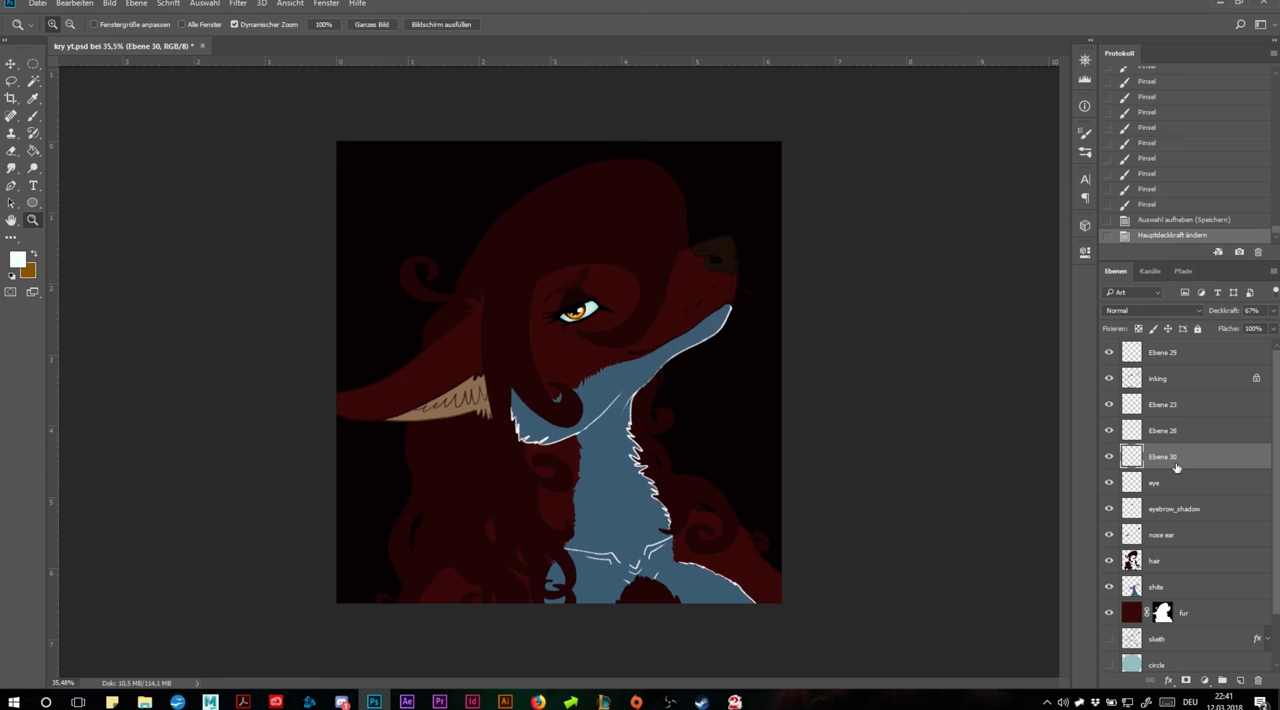 Datei Bearbeiten Bild Ebene Schrift Auswahl Filter 3D Ansicht Fenster Hilfe
Fenstergröße anpassen Alle Fenster Dynamischer Zoom 100% Ganzes Bild Bildschirm ausfüllen
kry yt.psd bei 35,5% (Ebene 30, RGB/8) *
Protokoll
Pinsel
Pinsel
Pinsel
Pinsel
Pinsel
Pinsel
Pinsel
Pinsel
Pinsel
Pinsel
Auswahl aufheben (Speichern)
Hauptdeckkraft ändern
Ebenen Kanäle Pfade
Art
Normal Deckkraft: 67%
Fixieren: Fläche: 100%
Ebene 29
inking
Ebene 23
Ebene 28
Ebene 30
eye
eyebrow_shadow
nose ear
hair
shite
fur
sketh fx
circle
35,48% Dok: 10,5 MB/114,1 MB
DEU
22:41
12.03.2018